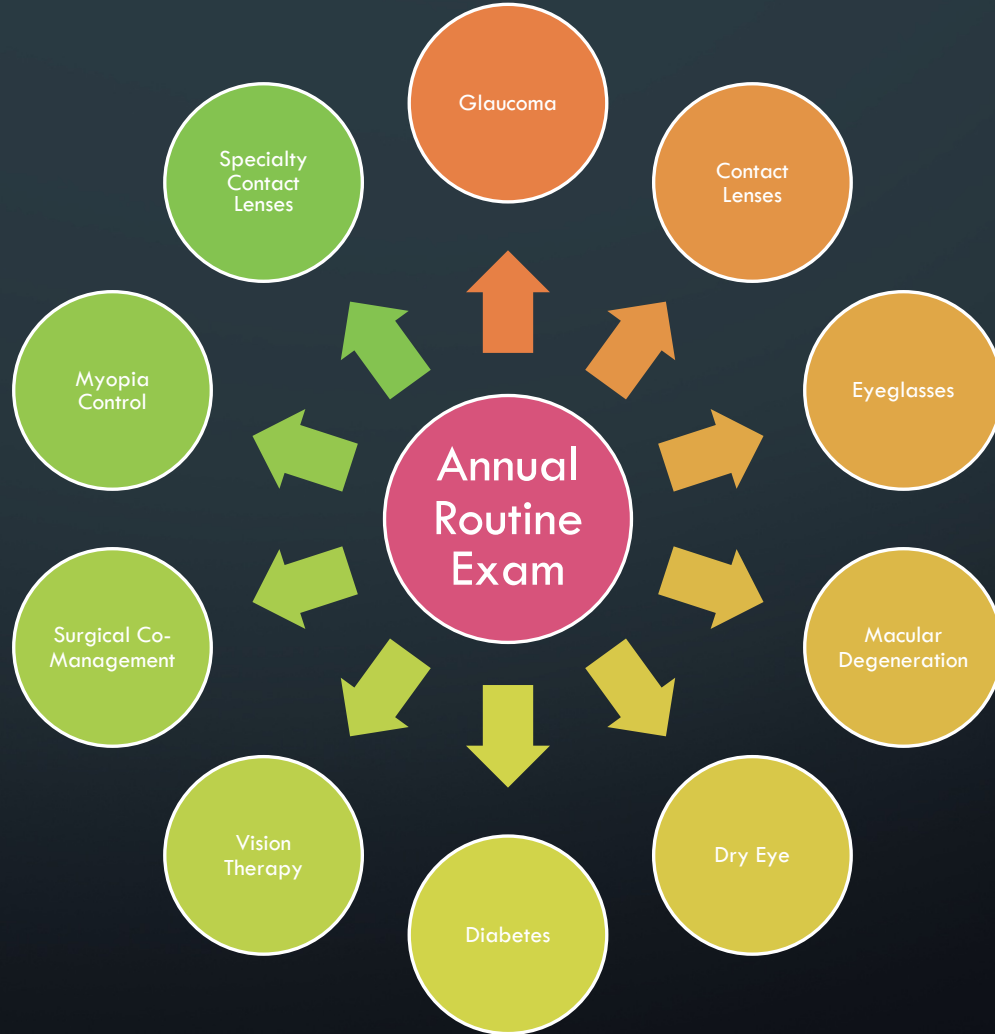 Glaucoma
Contact
Lenses
Eyeglasses
Macular
Degeneration
Dry Eye
Diabetes
Vision
Therapy
Surgical Co-
Management
Myopia
Control
Specialty
Contact
Lenses
Annual
Routine
Exam